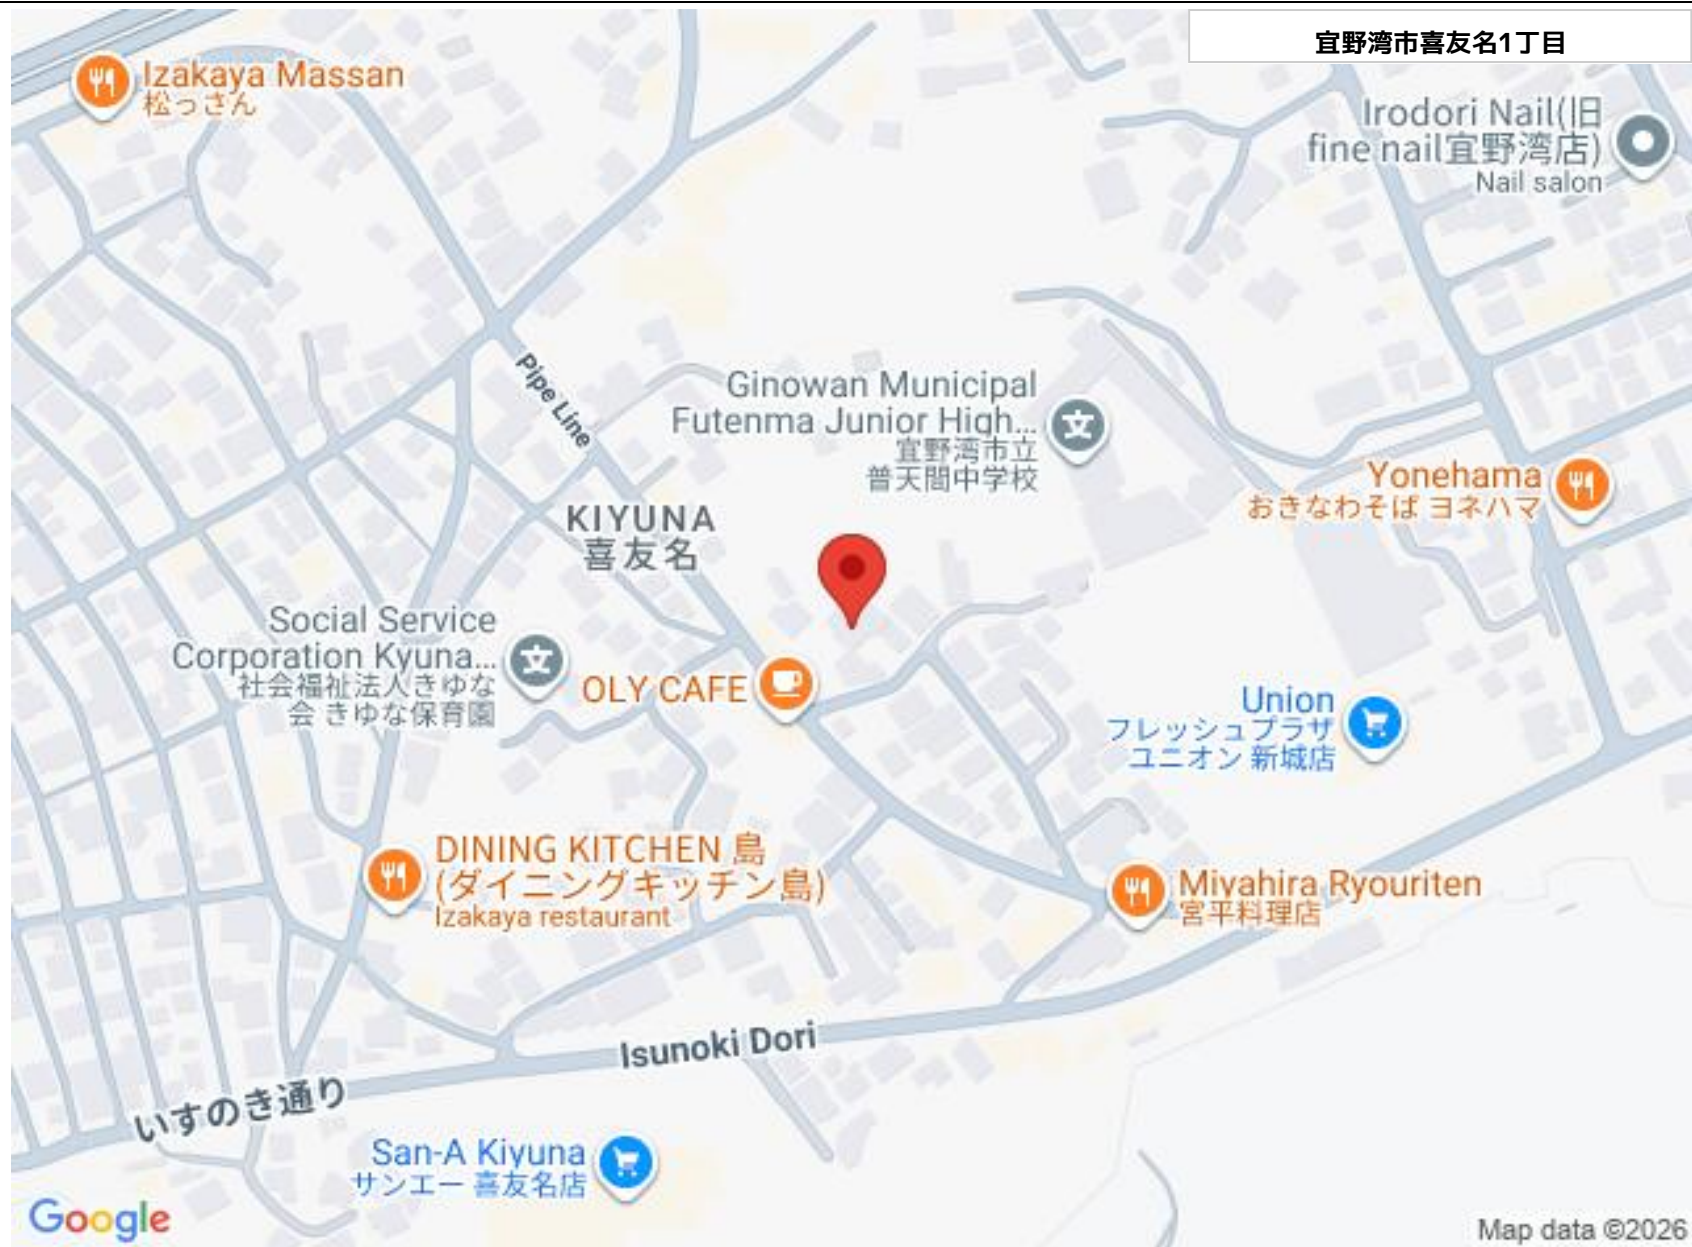 宜野湾市喜友名1丁目
Izakaya Massan
松っさん
Irodori Nail(旧
fine nail宜野湾店)
Nail salon
Pipe Line
Ginowan Municipal
Futenma Junior High...
宜野湾市立
普天間中学校
Yonehama
おきなわそば ヨネハマ
KIYUNA
喜友名
Social Service
Corporation Kyuna...
社会福祉法人きゆな
会 きゆな保育園
OLY CAFE
Union
フレッシュプラザ
ユニオン 新城店
DINING KITCHEN 島
(ダイニングキッチン島)
Izakaya restaurant
Miyahira Ryouriten
宮平料理店
Isunoki Dori
いすのき通り
San-A Kiyuna
サンエー 喜友名店
Google
Map data ©2026